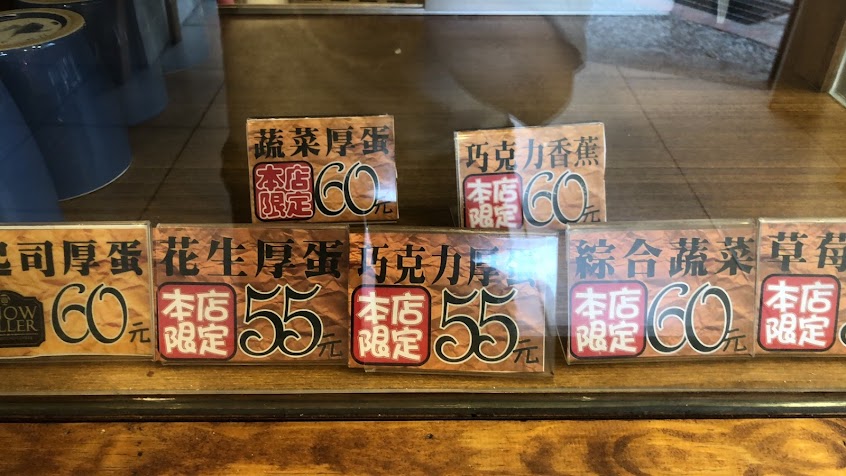 蔬菜厚蛋
本店
限定
60元
巧克力香蕉
本店
限定
60元
起司厚蛋
60元
花生厚蛋
本店
限定
55元
巧克力厚蛋
本店
限定
55元
綜合蔬菜
本店
限定
60元
草莓
本店
限定